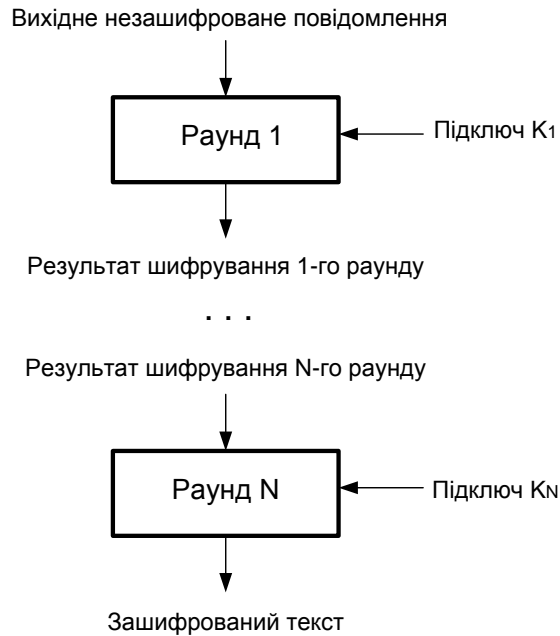 Вихідне незашифроване повідомлення
Раунд 1
Підключ K1
Результат шифрування 1-го раунду
. . .
Результат шифрування N-го раунду
Раунд N
Підключ KN
Зашифрований текст